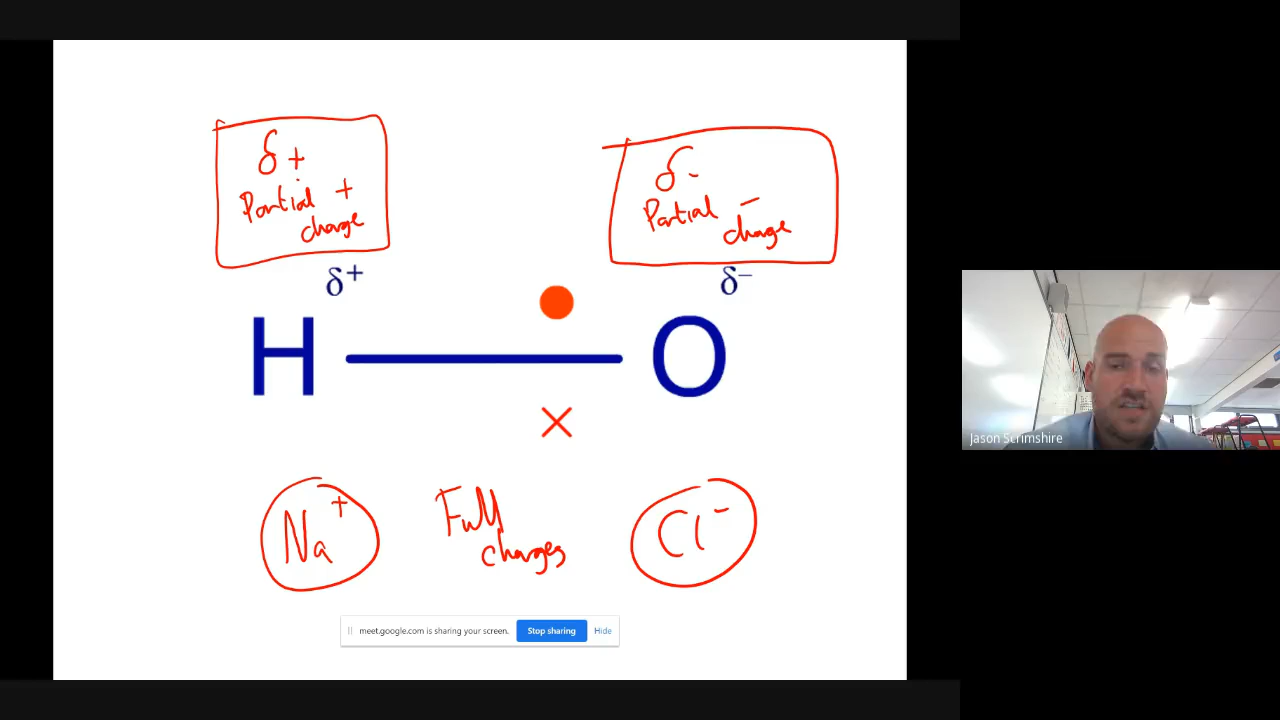 δ+
Partial +
charge
δ-
Partial -
charge
δ+
δ−
H
O
×
Na+
Full
charges
Cl-
Jason Scrimshire
meet.google.com is sharing your screen.
Stop sharing
Hide